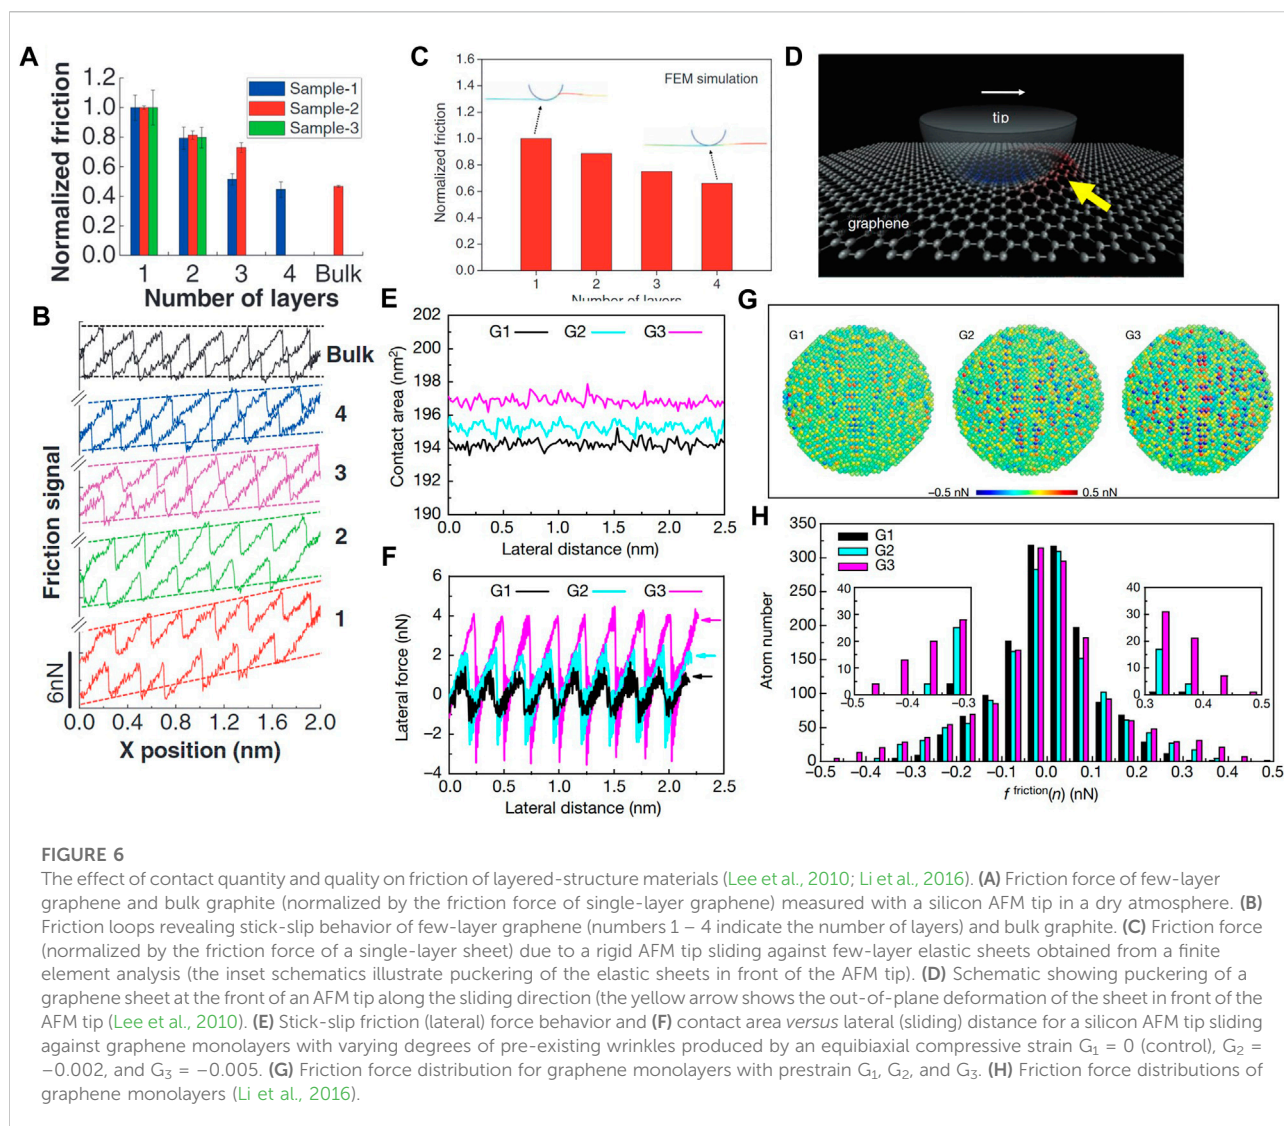 A
Normalized friction
1.2
1.0
0.8
0.6
0.4
0.2
0.0
Sample-1
Sample-2
Sample-3
1 2 3 4 Bulk
Number of layers
C
Normalized friction
1.6
1.4
1.2
1.0
0.8
0.6
0.4
0.2
0.0
FEM simulation
1 2 3 4
Number of layers
D
tip
graphene
B
Friction signal
Bulk
4
3
2
1
6nN
0.0 0.4 0.8 1.2 1.6 2.0
X position (nm)
E
Contact area (nm²)
202
200
198
196
194
192
190
G1 G2 G3
0.0 0.5 1.0 1.5 2.0 2.5
Lateral distance (nm)
F
Lateral force (nN)
6
4
2
0
−2
−4
G1 G2 G3
0.0 0.5 1.0 1.5 2.0 2.5
Lateral distance (nm)
G
G1 G2 G3
−0.5 nN 0.5 nN
H
Atom number
350
300
250
200
150
100
50
0
G1
G2
G3
40
30
20
10
0
−0.5 −0.4 −0.3
40
30
20
10
0
0.3 0.4 0.5
−0.5 −0.4 −0.3 −0.2 −0.1 0.0 0.1 0.2 0.3 0.4 0.5
f friction(n) (nN)
FIGURE 6
The effect of contact quantity and quality on friction of layered-structure materials (Lee et al., 2010; Li et al., 2016). (A) Friction force of few-layer
graphene and bulk graphite (normalized by the friction force of single-layer graphene) measured with a silicon AFM tip in a dry atmosphere. (B)
Friction loops revealing stick-slip behavior of few-layer graphene (numbers 1 – 4 indicate the number of layers) and bulk graphite. (C) Friction force
(normalized by the friction force of a single-layer sheet) due to a rigid AFM tip sliding against few-layer elastic sheets obtained from a finite
element analysis (the inset schematics illustrate puckering of the elastic sheets in front of the AFM tip). (D) Schematic showing puckering of a
graphene sheet at the front of an AFM tip along the sliding direction (the yellow arrow shows the out-of-plane deformation of the sheet in front of the
AFM tip (Lee et al., 2010). (E) Stick-slip friction (lateral) force behavior and (F) contact area versus lateral (sliding) distance for a silicon AFM tip sliding
against graphene monolayers with varying degrees of pre-existing wrinkles produced by an equibiaxial compressive strain G₁ = 0 (control), G₂ =
−0.002, and G₃ = −0.005. (G) Friction force distribution for graphene monolayers with prestrain G₁, G₂, and G₃. (H) Friction force distributions of
graphene monolayers (Li et al., 2016).